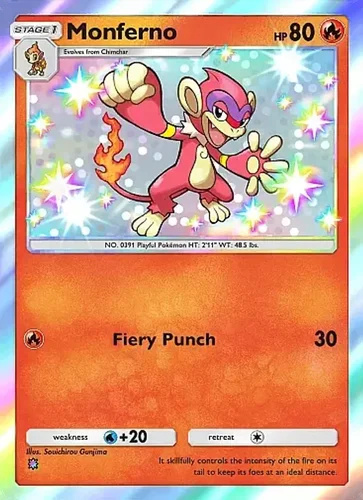 STAGE 1
Monferno
HP 80
Evolves from Chimchar
NO. 0391 Playful Pokémon HT: 2'11" WT: 48.5 lbs.
Fiery Punch 30
weakness +20 retreat
Illus. Souichirou Gunjima
It skillfully controls the intensity of the fire on its
tail to keep its foes at an ideal distance.